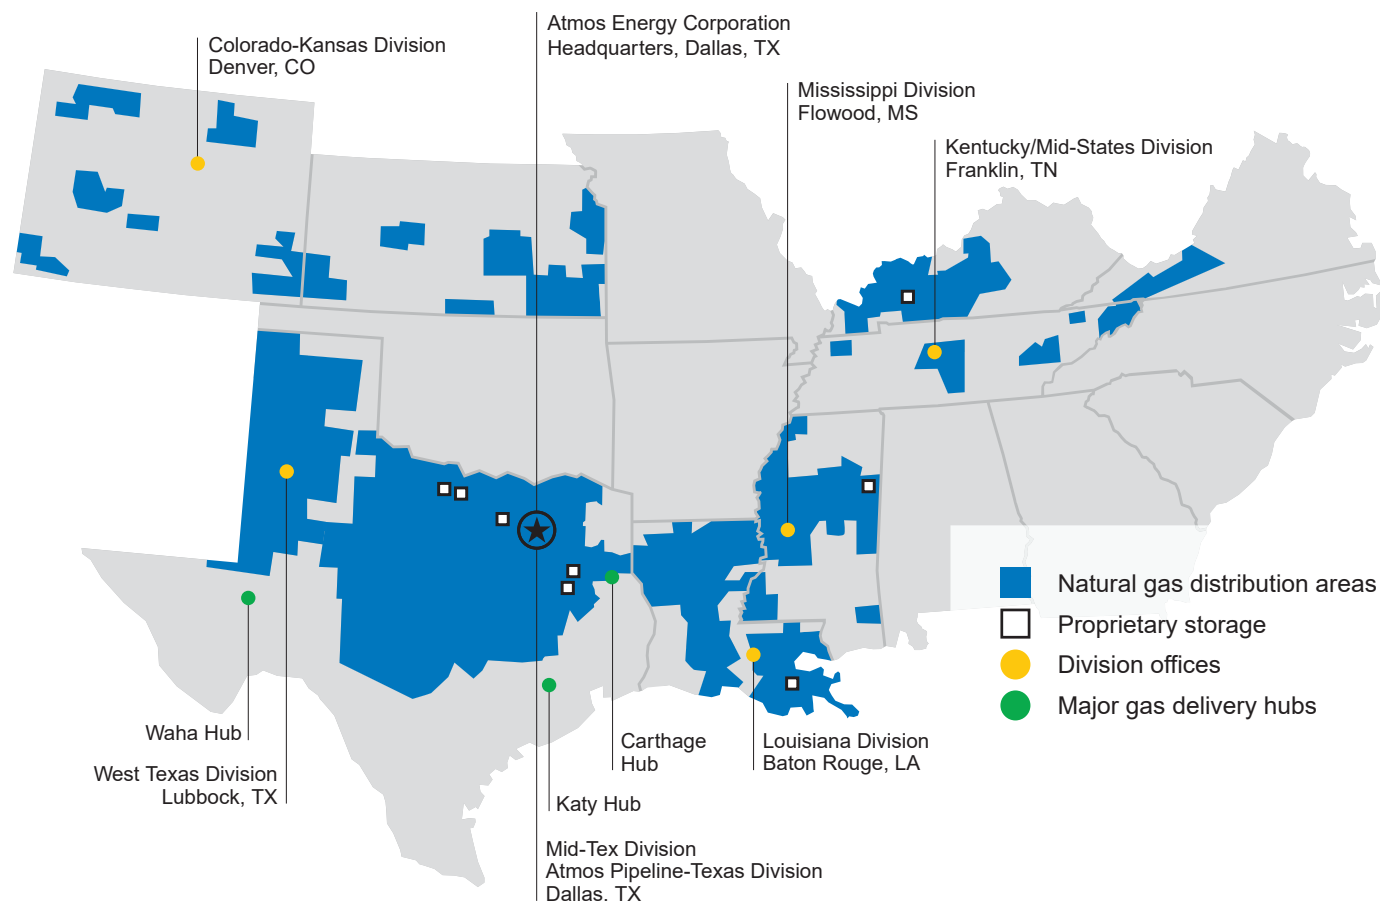 Atmos Energy Corporation
Headquarters, Dallas, TX
Colorado-Kansas Division
Denver, CO
Mississippi Division
Flowood, MS
Kentucky/Mid-States Division
Franklin, TN
Natural gas distribution areas
Proprietary storage
Division offices
Major gas delivery hubs
Waha Hub
West Texas Division
Lubbock, TX
Carthage
Hub
Louisiana Division
Baton Rouge, LA
Katy Hub
Mid-Tex Division
Atmos Pipeline-Texas Division
Dallas, TX